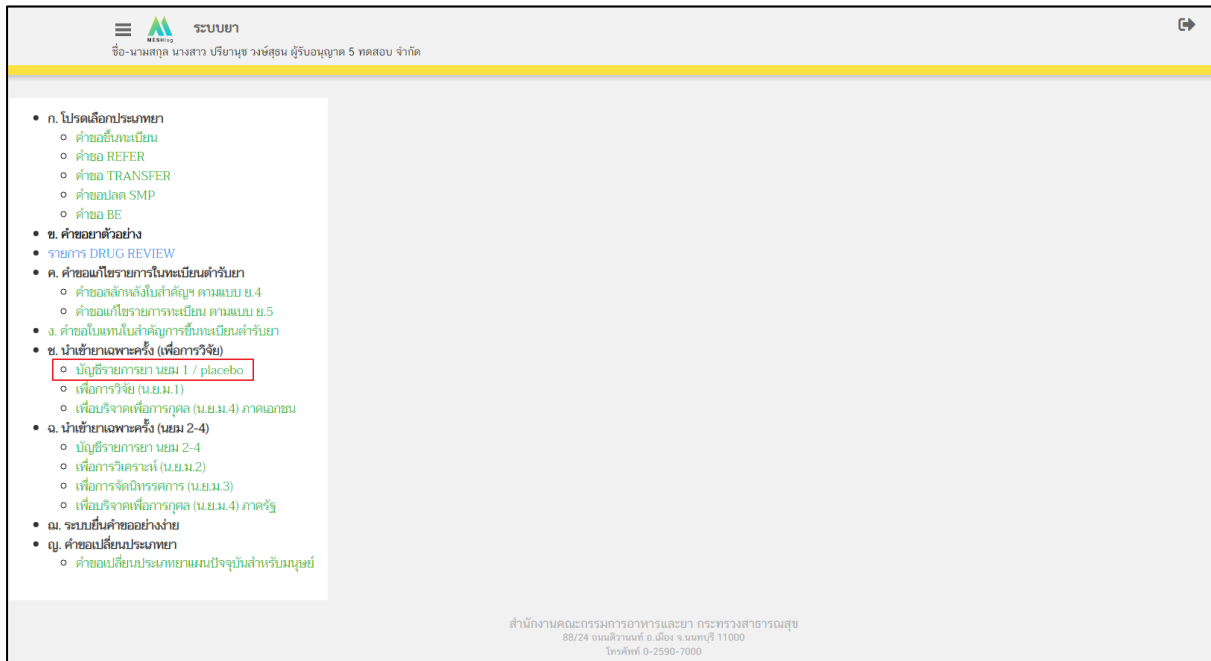 ระบบยา
MESHlog
ชื่อ-นามสกุล นางสาว ปรียานุช วงษ์สุธน ผู้รับอนุญาต 5 ทดสอบ จำกัด
ก. โปรดเลือกประเภทยา
คำขอขึ้นทะเบียน
คำขอ REFER
คำขอ TRANSFER
คำขอปลด SMP
คำขอ BE
ข. คำขอยาตัวอย่าง
รายการ DRUG REVIEW
ค. คำขอแก้ไขรายการในทะเบียนตำรับยา
คำขอสลักหลังใบสำคัญฯ ตามแบบ ย.4
คำขอแก้ไขรายการทะเบียน ตามแบบ ย.5
ง. คำขอใบแทนใบสำคัญการขึ้นทะเบียนตำรับยา
ช. นำเข้ายาเฉพาะครั้ง (เพื่อการวิจัย)
บัญชีรายการยา นยม 1 / placebo
เพื่อการวิจัย (น.ย.ม.1)
เพื่อบริจาคเพื่อการกุศล (น.ย.ม.4) ภาคเอกชน
ฉ. นำเข้ายาเฉพาะครั้ง (นยม 2-4)
บัญชีรายการยา นยม 2-4
เพื่อการวิเคราะห์ (น.ย.ม.2)
เพื่อการจัดนิทรรศการ (น.ย.ม.3)
เพื่อบริจาคเพื่อการกุศล (น.ย.ม.4) ภาครัฐ
ฌ. ระบบยื่นคำขออย่างง่าย
ญ. คำขอเปลี่ยนประเภทยา
คำขอเปลี่ยนประเภทยาแผนปัจจุบันสำหรับมนุษย์
สำนักงานคณะกรรมการอาหารและยา กระทรวงสาธารณสุข
88/24 ถนนติวานนท์ อ.เมือง จ.นนทบุรี 11000
โทรศัพท์ 0-2590-7000